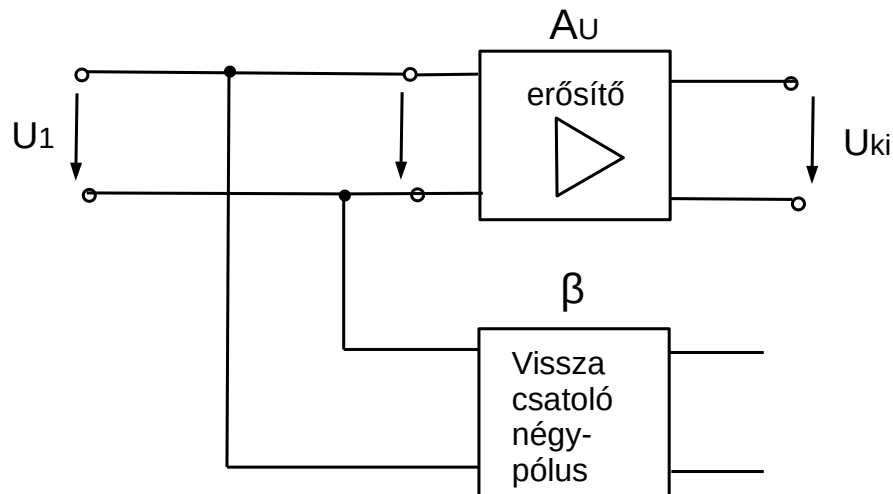 AU
erősítő
U1
Uki
β
Vissza
csatoló
négy-
pólus